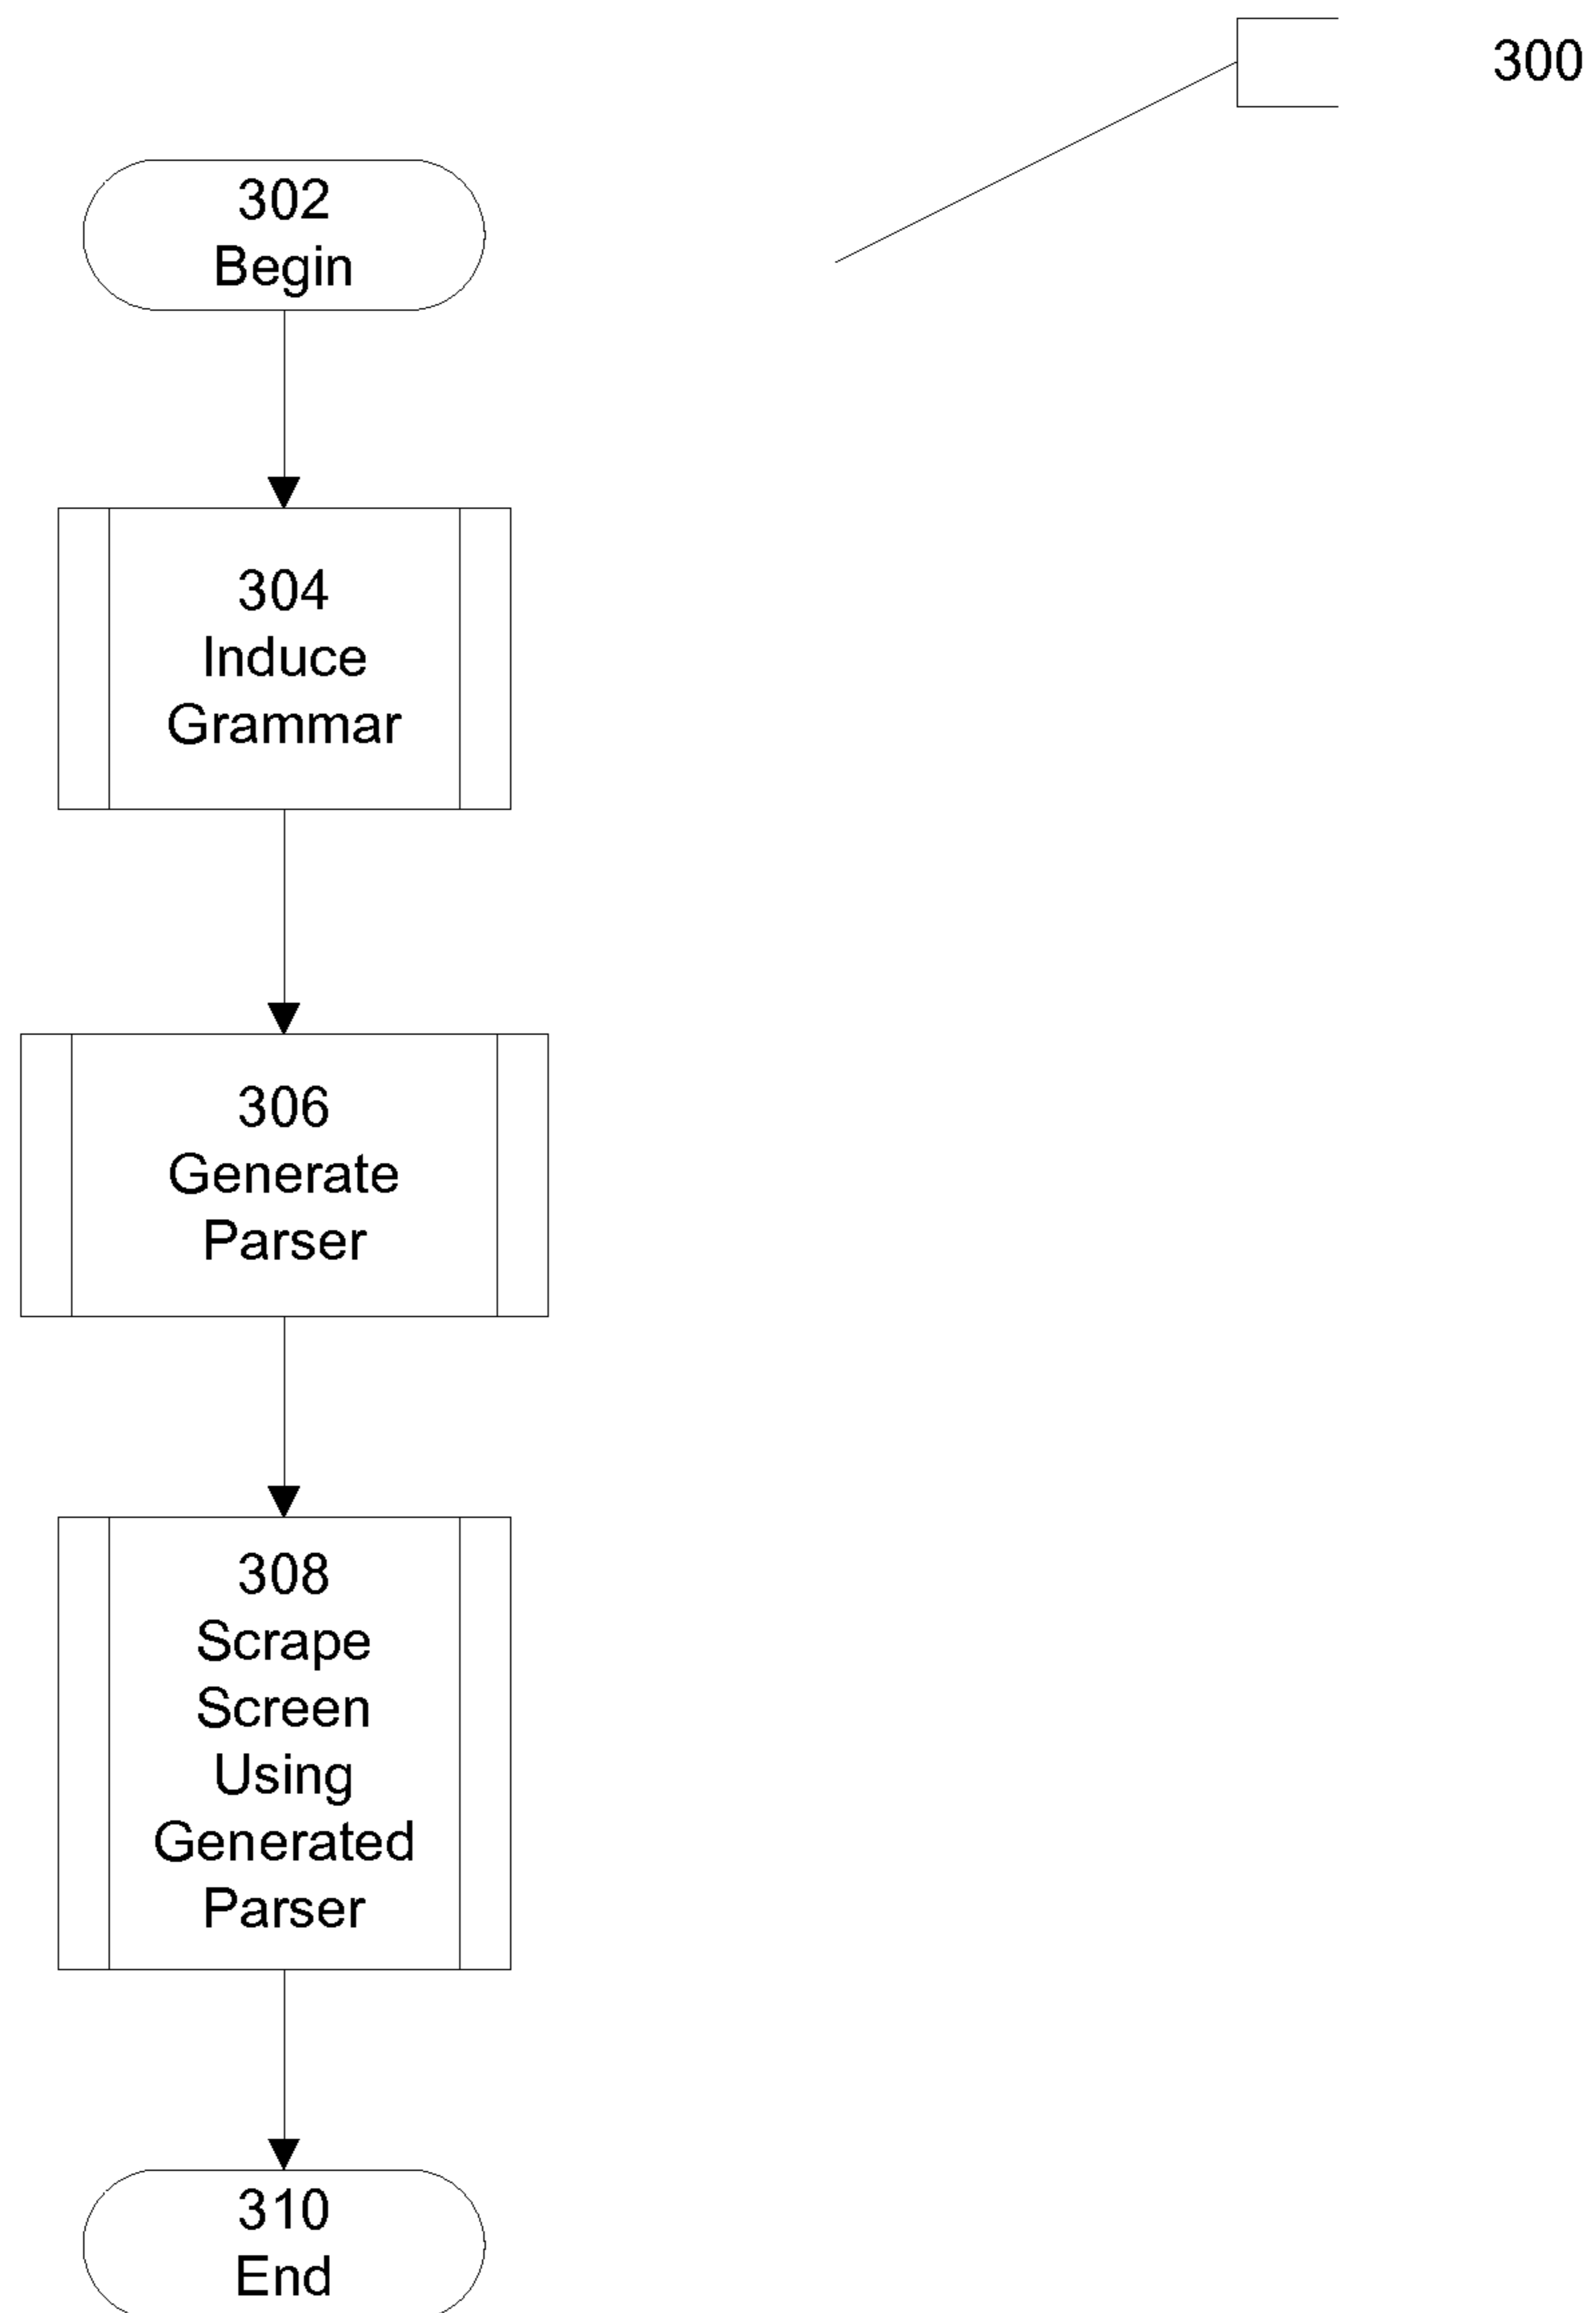 300
302
Begin
304
Induce
Grammar
306
Generate
Parser
308
Scrape
Screen
Using
Generated
Parser
310
End